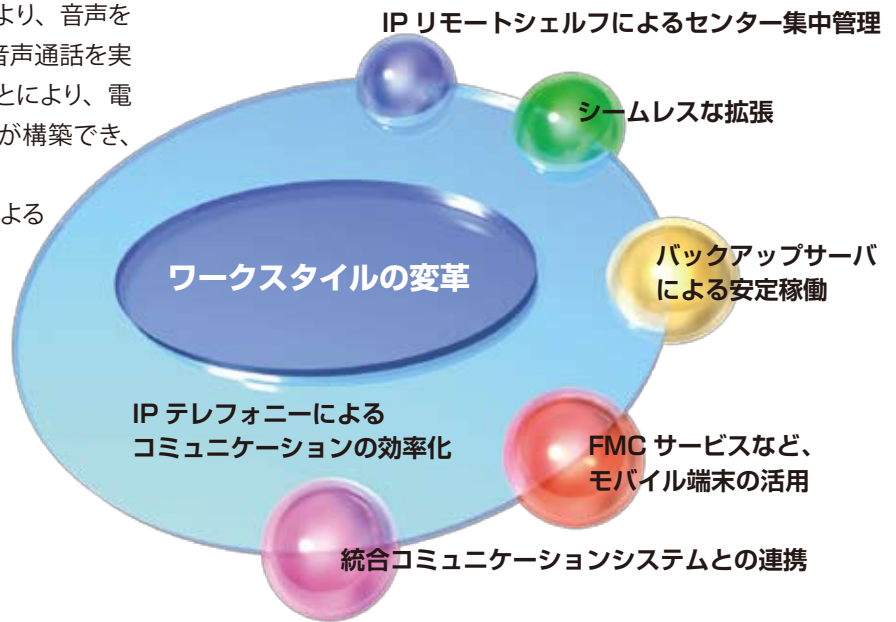 より、音声を
音声通話を実
とにより、電
が構築でき、
よる
IP リモートシェルフによるセンター集中管理
シームレスな拡張
バックアップサーバ
による安定稼働
ワークスタイルの変革
IP テレフォニーによる
コミュニケーションの効率化
FMC サービスなど、
モバイル端末の活用
統合コミュニケーションシステムとの連携